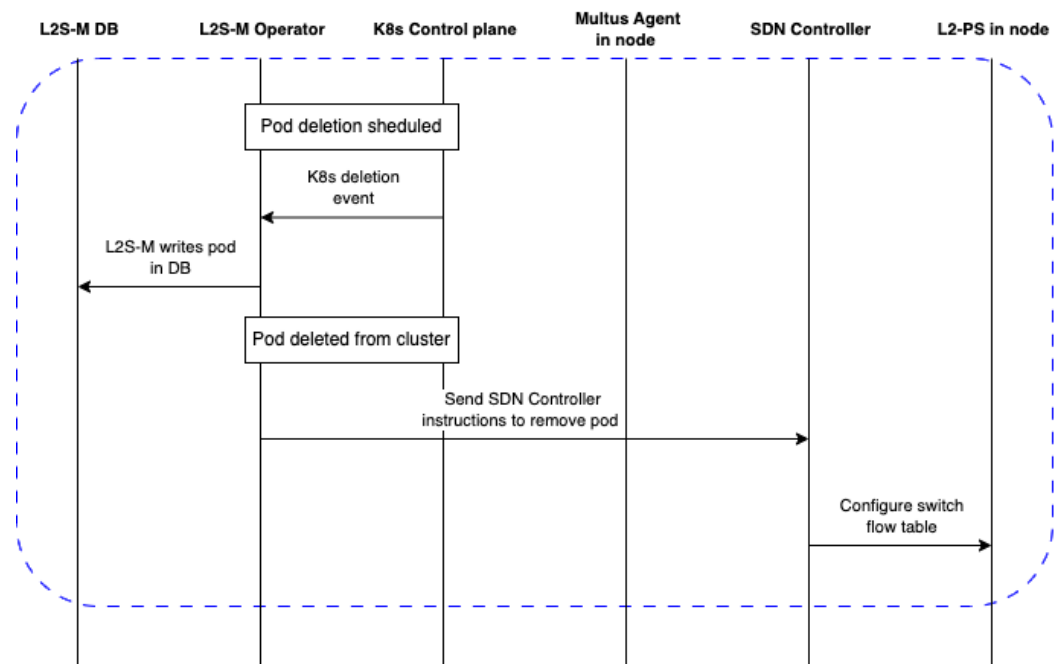 L2S-M DB
L2S-M Operator
K8s Control plane
Multus Agent
in node
SDN Controller
L2-PS in node
Pod deletion sheduled
K8s deletion
event
L2S-M writes pod
in DB
Pod deleted from cluster
Send SDN Controller
instructions to remove pod
Configure switch
flow table